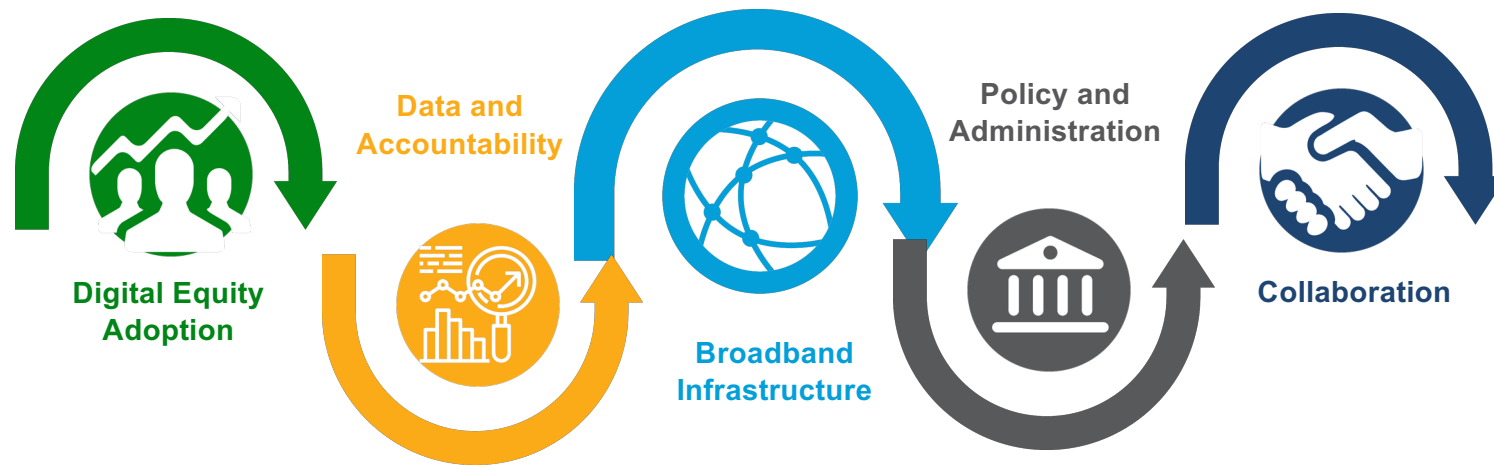 Digital Equity
Adoption
Data and
Accountability
Broadband
Infrastructure
Policy and
Administration
Collaboration